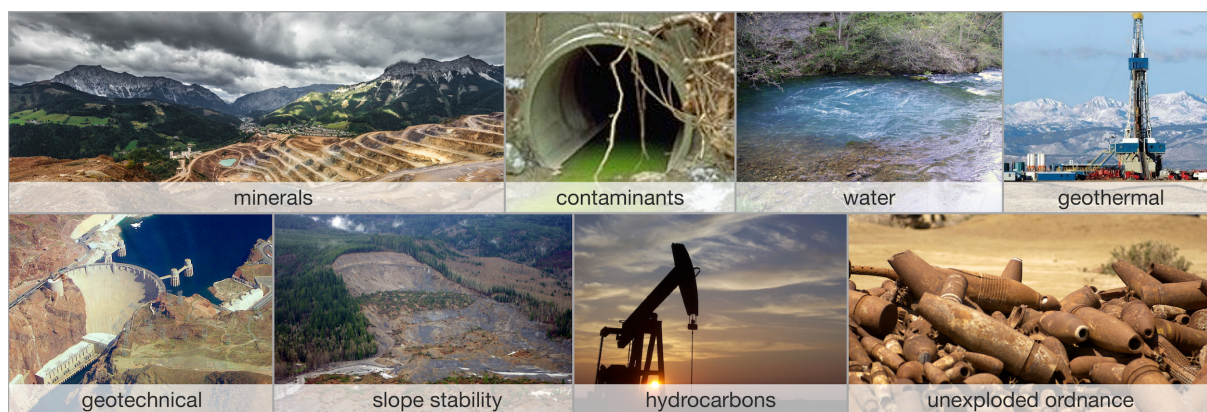 minerals
contaminants
water
geothermal
geotechnical
slope stability
hydrocarbons
unexploded ordnance